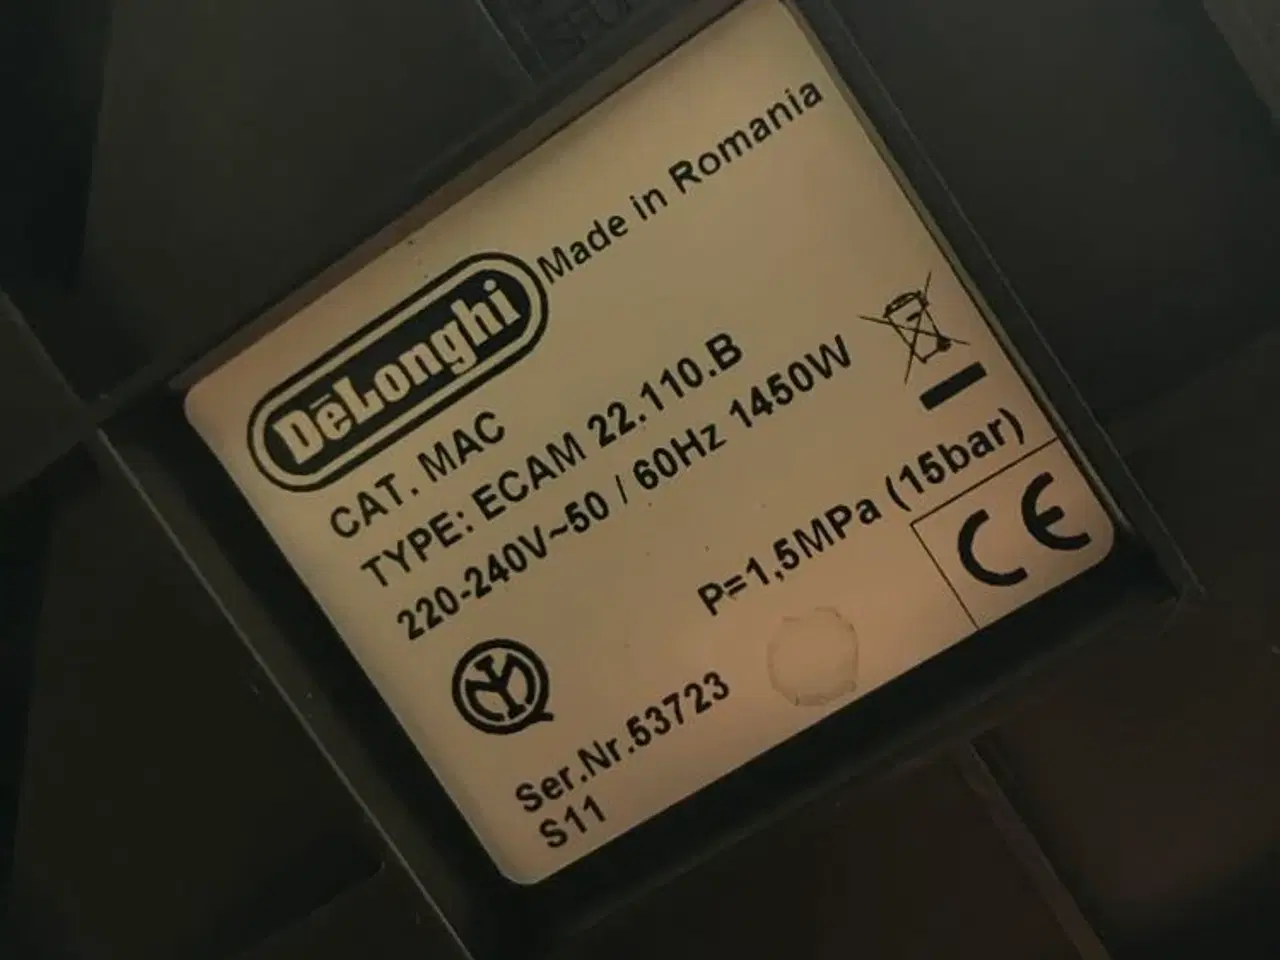 Made in Romania
DeLonghi
CAT. MAC
TYPE: ECAM 22.110.B
220-240V~50 / 60Hz 1450W
P=1,5MPa (15bar)
CE
Ser.Nr.53723
S11